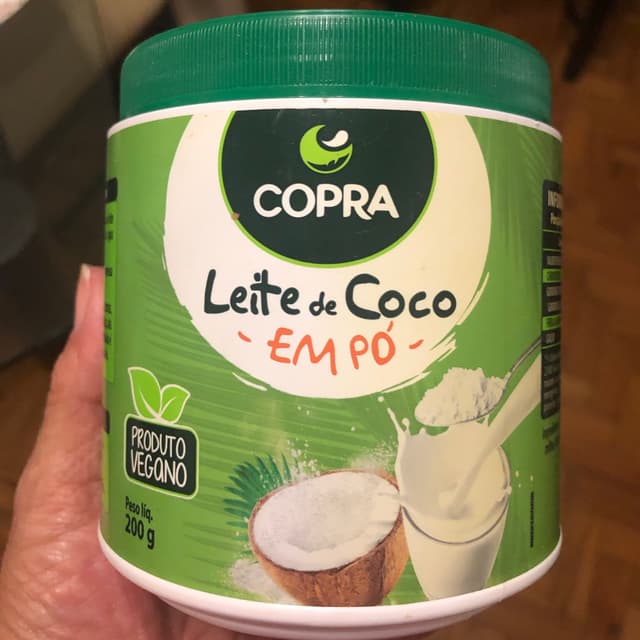 COPRA
Leite de Coco
- EM PÓ -
PRODUTO
VEGANO
Peso líq.
200 g